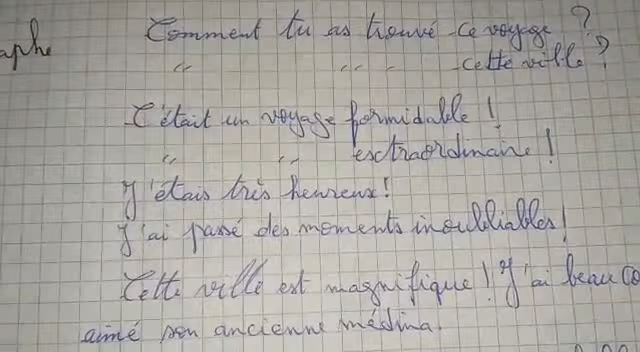 aphe Comment tu as trouvé ce voyage ?
" " " " cette ville ?
C'était un voyage formidable !
" " extraordinaire !
J'étais très heureux !
J'ai passé des moments inoubliables !
Cette ville est magnifique ! J'ai beauco
aimé son ancienne médina.